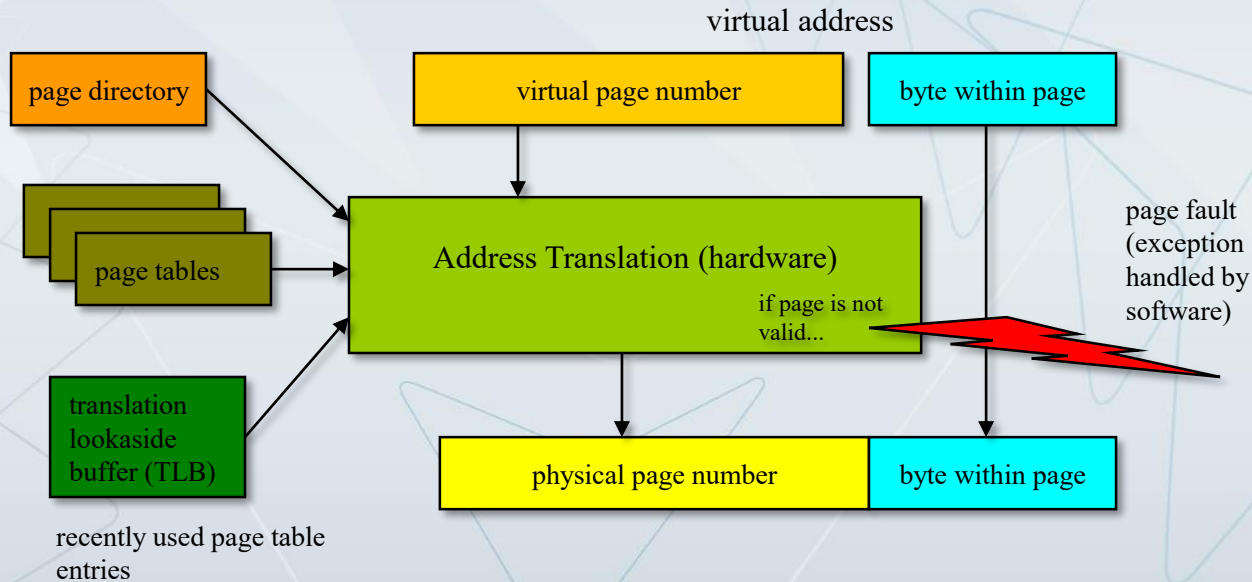 virtual address
page directory
virtual page number
byte within page
page tables
Address Translation (hardware)
if page is not
valid...
page fault
(exception
handled by
software)
translation
lookaside
buffer (TLB)
physical page number
byte within page
recently used page table
entries